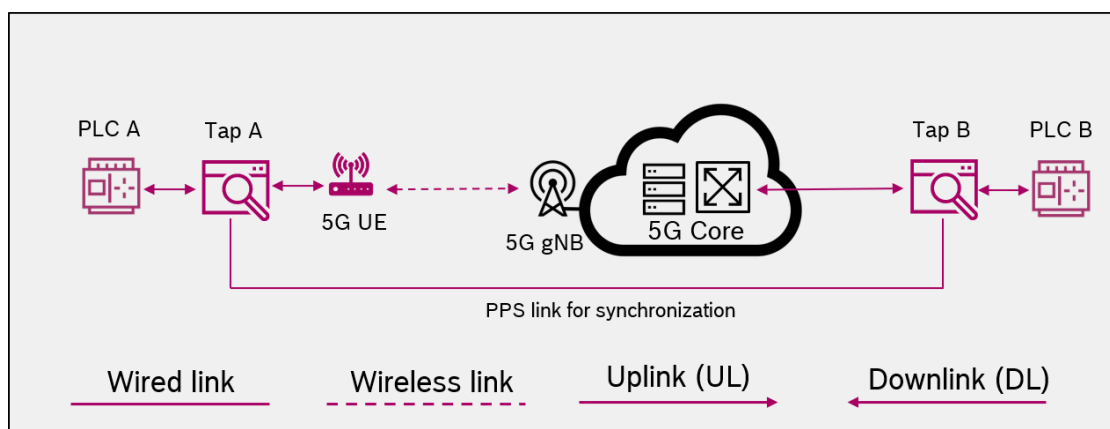 PLC A
Tap A
Tap B
PLC B
5G UE
5G gNB
5G Core
PPS link for synchronization
Wired link
Wireless link
Uplink (UL)
Downlink (DL)